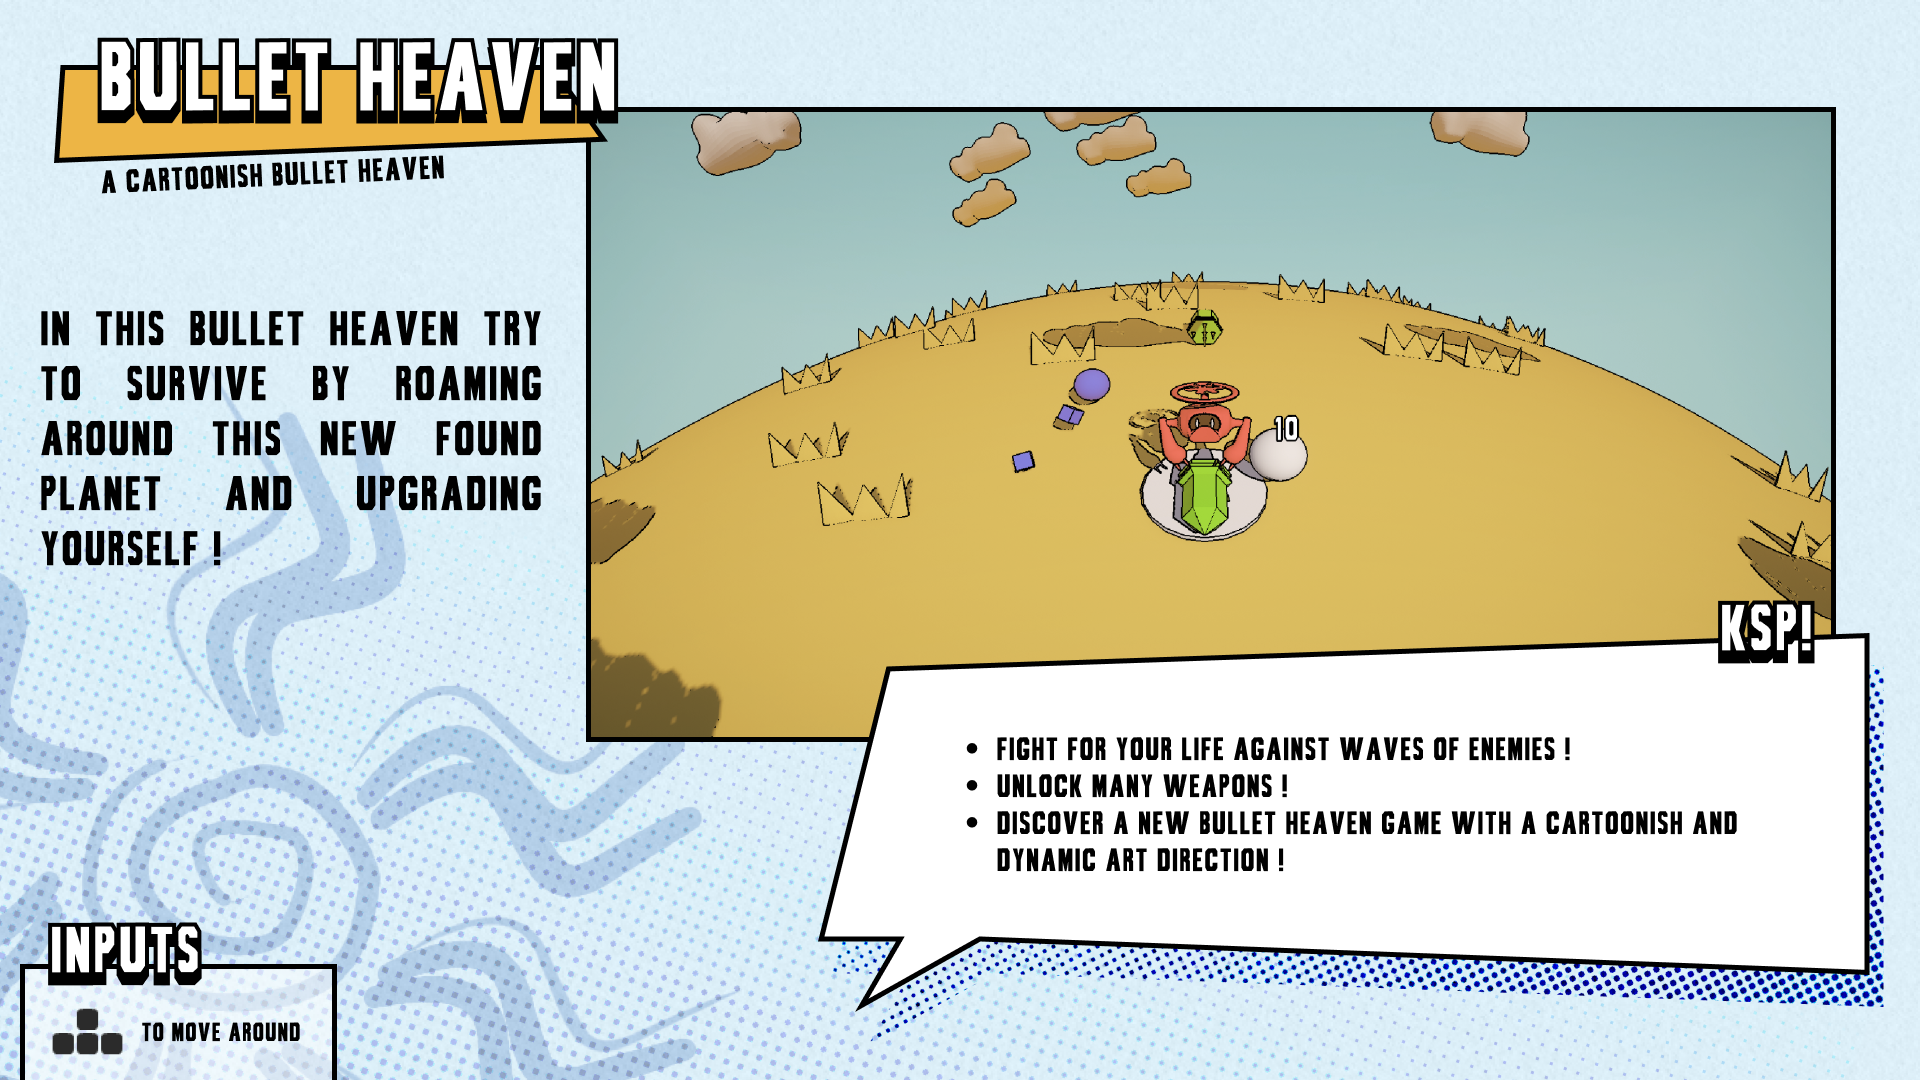 BULLET HEAVEN
A CARTOONISH BULLET HEAVEN
IN THIS BULLET HEAVEN TRY
TO SURVIVE BY ROAMING
AROUND THIS NEW FOUND
PLANET AND UPGRADING
YOURSELF !
10
KSP!
• FIGHT FOR YOUR LIFE AGAINST WAVES OF ENEMIES !
• UNLOCK MANY WEAPONS !
• DISCOVER A NEW BULLET HEAVEN GAME WITH A CARTOONISH AND
DYNAMIC ART DIRECTION !
INPUTS
TO MOVE AROUND